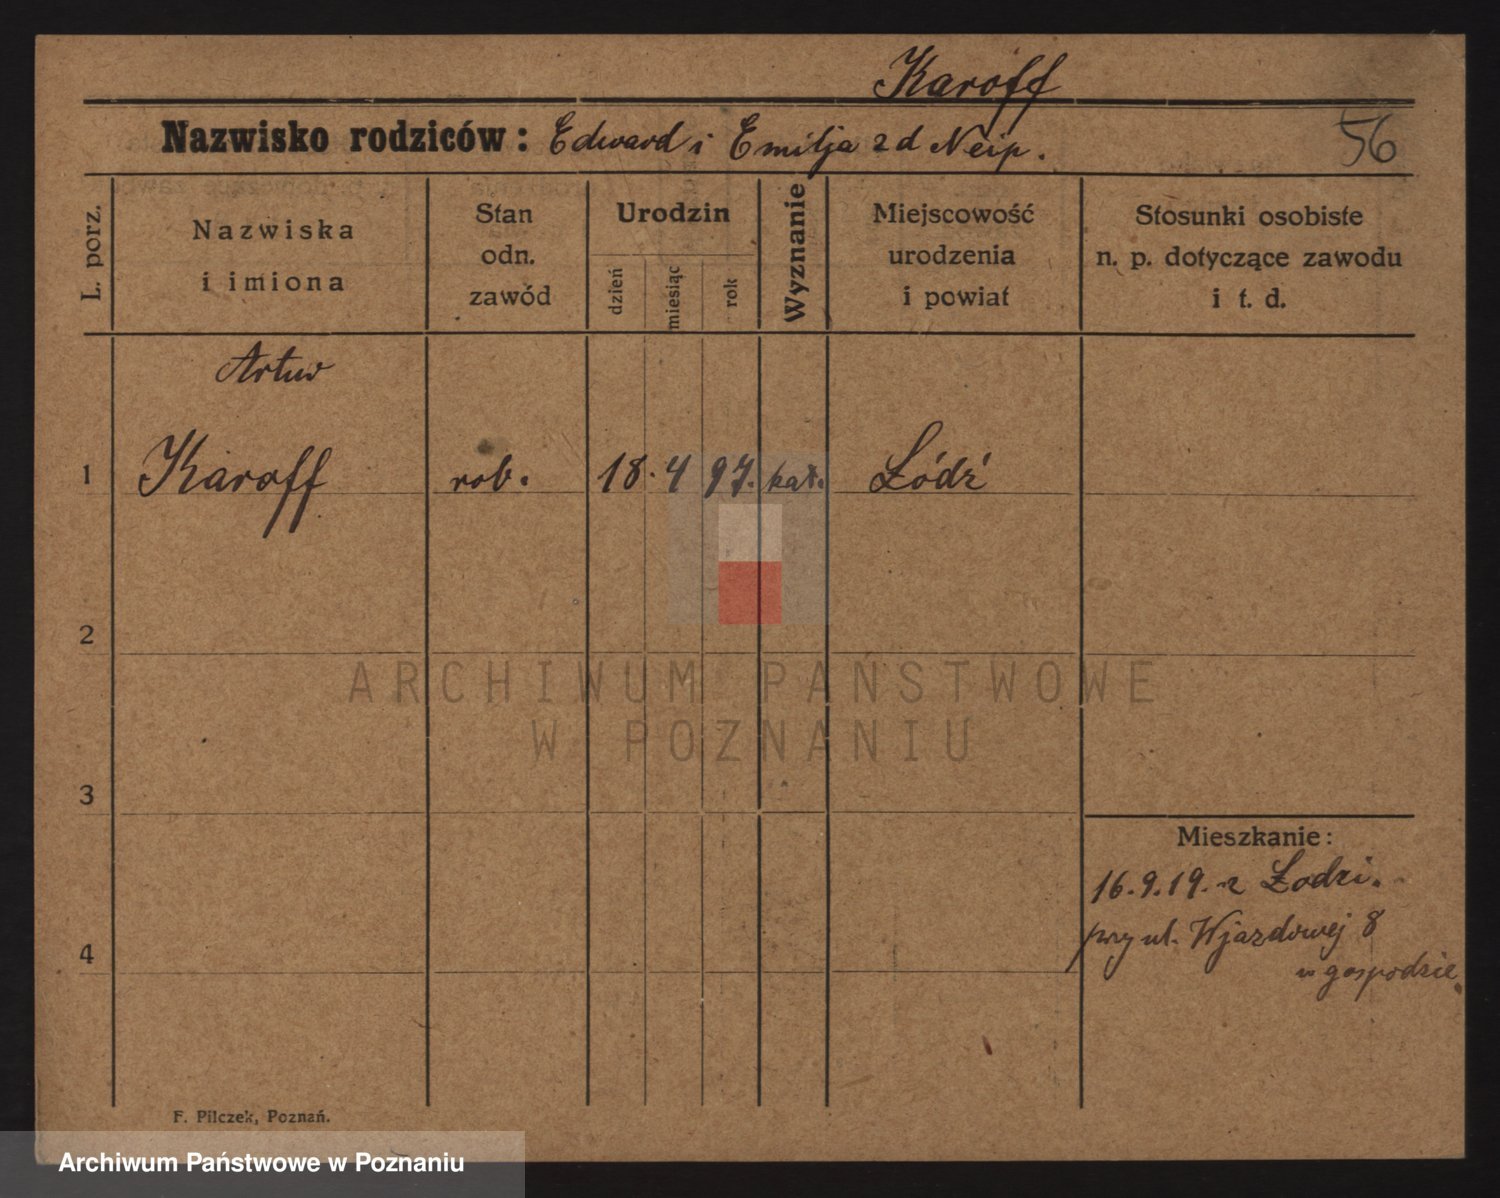 Karoff
Nazwisko rodziców: Edward i Emilja z d Neip.
56
L. porz.
Nazwiska
i imiona
Stan
odn.
zawód
Urodzin
dzień
miesiąc
rok
Wyznanie
Miejscowość
urodzenia
i powiat
Stosunki osobiste
n. p. dotyczące zawodu
i t. d.
Artur
1 Karoff rob. 18. 4 97. kat. Łódź
2
ARCHIWUM PAŃSTWOWE
W POZNANIU
3
Mieszkanie:
16.9.19. z Łodzi.
przy ul. Wjazdowej 8
w gospodzie.
4
F. Pilczek, Poznań.
Archiwum Państwowe w Poznaniu